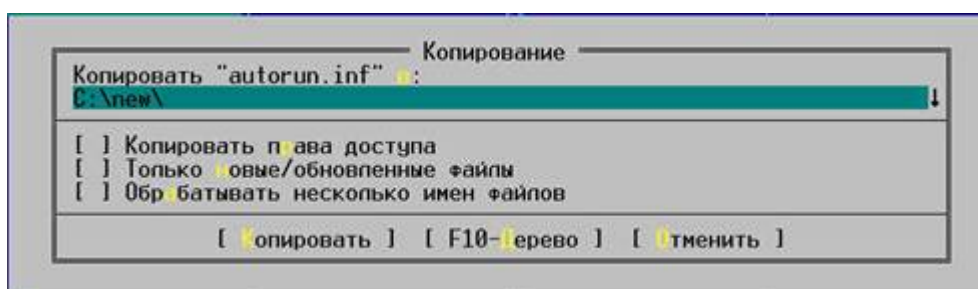 Копирование
Копировать "autorun.inf" в:
C:\new\
[ ] Копировать права доступа
[ ] Только новые/обновленные файлы
[ ] Обрабатывать несколько имен файлов
[ Копировать ] [ F10-Дерево ] [ Отменить ]